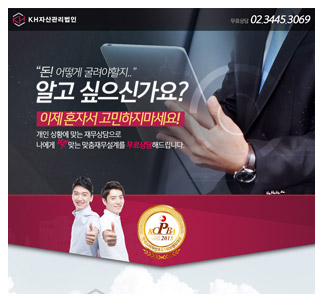 KH자산관리법인
무료상담 02.3445.3069
"돈! 어떻게 굴려야할지.."
알고 싶으신가요?
이제 혼자서 고민하지마세요!
개인 상황에 맞는 재무상담으로
나에게 꼭 맞는 맞춤재무설계를 무료상담해드립니다.
KOPBA
2015